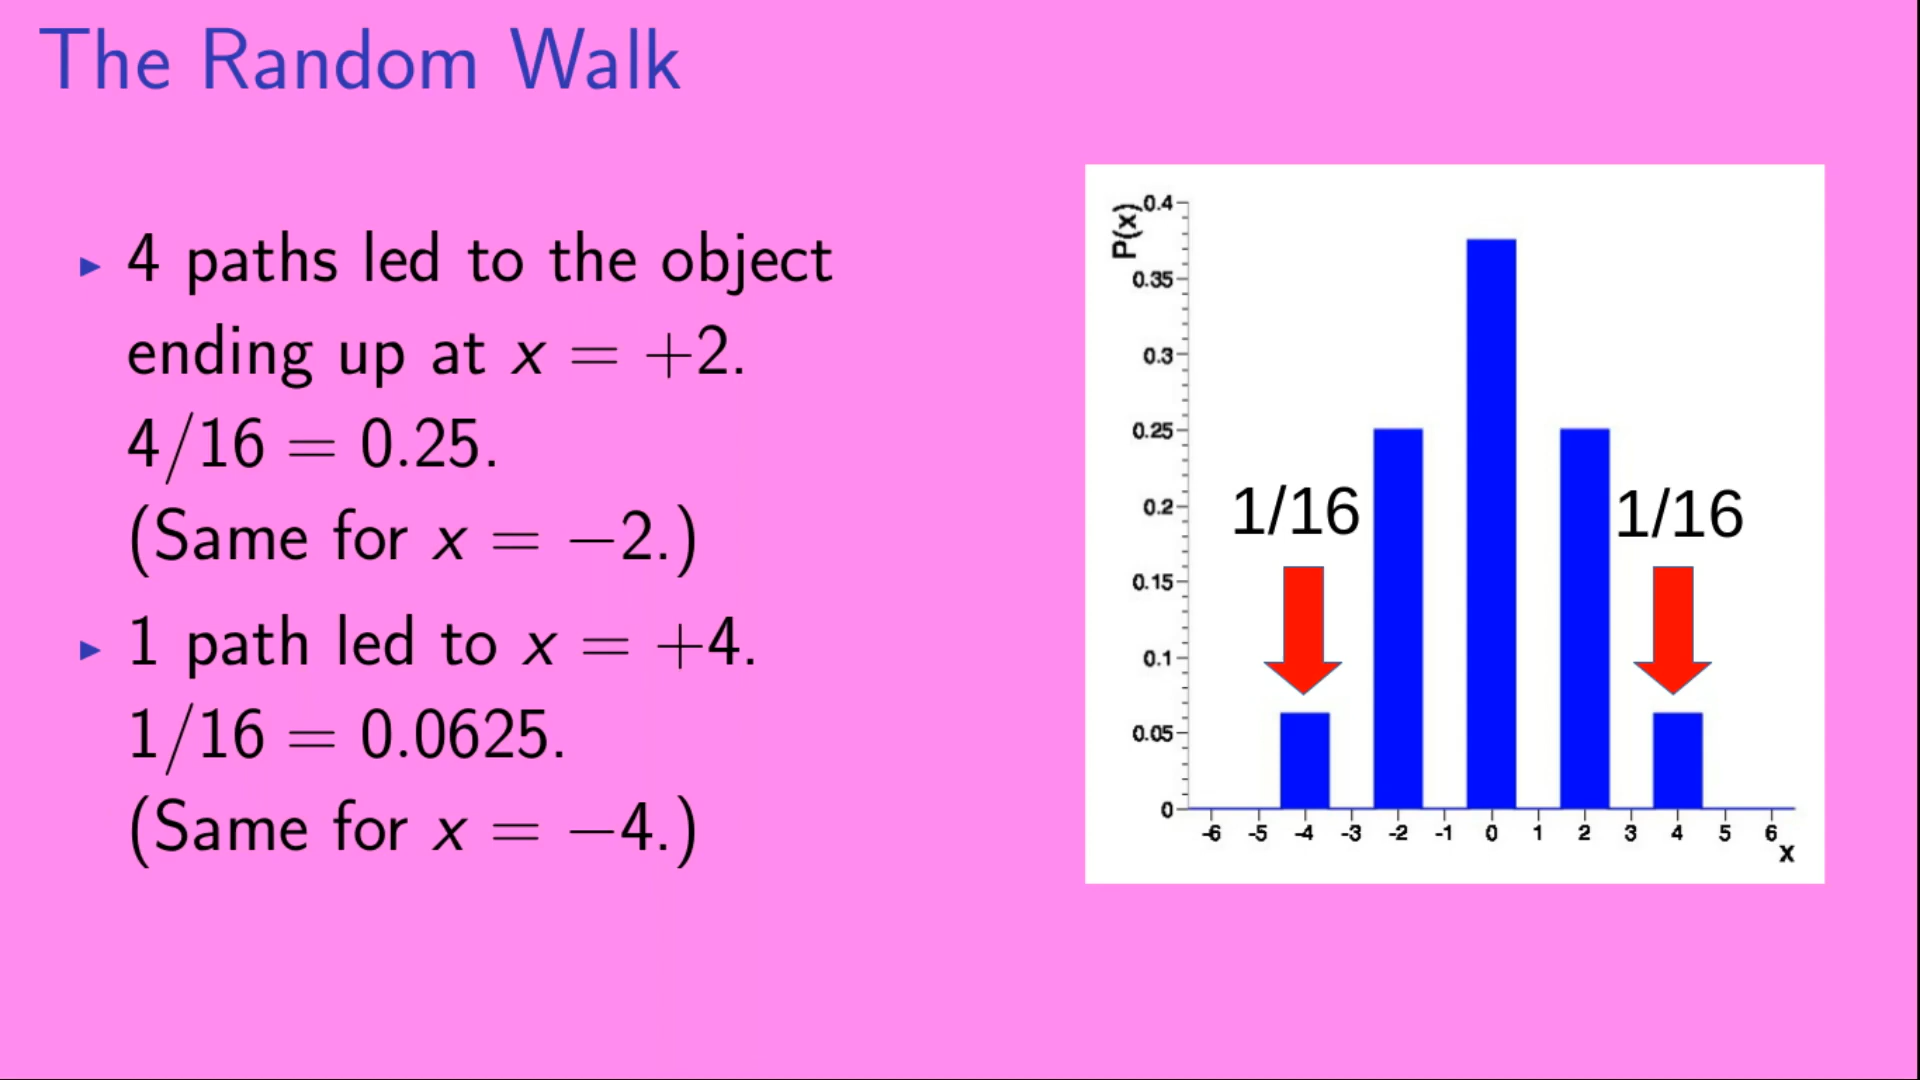 The Random Walk
▸ 4 paths led to the object
ending up at x = +2.
4/16 = 0.25.
(Same for x = −2.)
▸ 1 path led to x = +4.
1/16 = 0.0625.
(Same for x = −4.)
P(x)
0.4
0.35
0.3
0.25
0.2
0.15
0.1
0.05
0
1/16
1/16
-6 -5 -4 -3 -2 -1 0 1 2 3 4 5 6
x